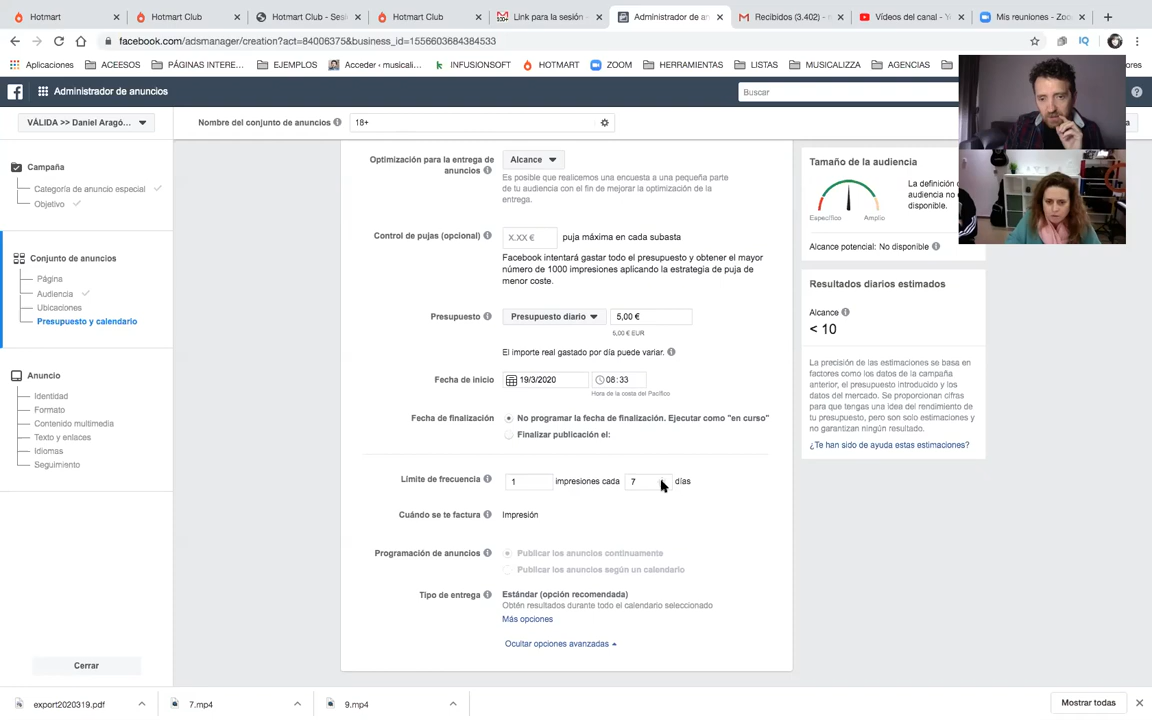 Hotmart
Hotmart Club
Hotmart Club - Sesi
Hotmart Club
Link para la sesión -
Administrador de an
Recibidos (3.402) -
Vídeos del canal -
Mis reuniones - Zoo
facebook.com/adsmanager/creation?act=84006375&business_id=1556603684384533
Aplicaciones
ACEESOS
PÁGINAS INTERE...
EJEMPLOS
Acceder ‹ musicali...
INFUSIONSOFT
HOTMART
ZOOM
HERRAMIENTAS
LISTAS
MUSICALIZZA
AGENCIAS
ores
Administrador de anuncios
Buscar
VÁLIDA >> Daniel Aragó...
Nombre del conjunto de anuncios
18+
Campaña
Categoría de anuncio especial
Objetivo
Conjunto de anuncios
Página
Audiencia
Ubicaciones
Presupuesto y calendario
Anuncio
Identidad
Formato
Contenido multimedia
Texto y enlaces
Idiomas
Seguimiento
Cerrar
Optimización para la entrega de
anuncios
Alcance
Es posible que realicemos una encuesta a una pequeña parte
de tu audiencia con el fin de mejorar la optimización de la
entrega.
Control de pujas (opcional)
X.XX €
puja máxima en cada subasta
Facebook intentará gastar todo el presupuesto y obtener el mayor
número de 1000 impresiones aplicando la estrategia de puja de
menor coste.
Presupuesto
Presupuesto diario
5,00 €
5,00 € EUR
El importe real gastado por día puede variar.
Fecha de inicio
19/3/2020
08:33
Hora de la costa del Pacífico
Fecha de finalización
No programar la fecha de finalización. Ejecutar como "en curso"
Finalizar publicación el:
Límite de frecuencia
1
impresiones cada
7
días
Cuándo se te factura
Impresión
Programación de anuncios
Publicar los anuncios continuamente
Publicar los anuncios según un calendario
Tipo de entrega
Estándar (opción recomendada)
Obtén resultados durante todo el calendario seleccionado
Más opciones
Ocultar opciones avanzadas
Tamaño de la audiencia
La definición
audiencia no
disponible.
Específico
Amplio
Alcance potencial: No disponible
Resultados diarios estimados
Alcance
< 10
La precisión de las estimaciones se basa en
factores como los datos de la campaña
anterior, el presupuesto introducido y los
datos del mercado. Se proporcionan cifras
para que tengas una idea del rendimiento de
tu presupuesto, pero son solo estimaciones y
no garantizan ningún resultado.
¿Te han sido de ayuda estas estimaciones?
export2020319.pdf
7.mp4
9.mp4
Mostrar todas